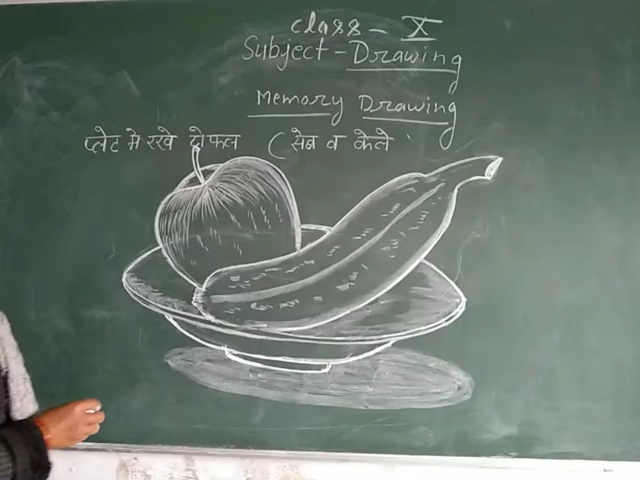 Class - X
Subject - Drawing
Memory Drawing
प्लेट मे रखे दो फल ( सेब व केले